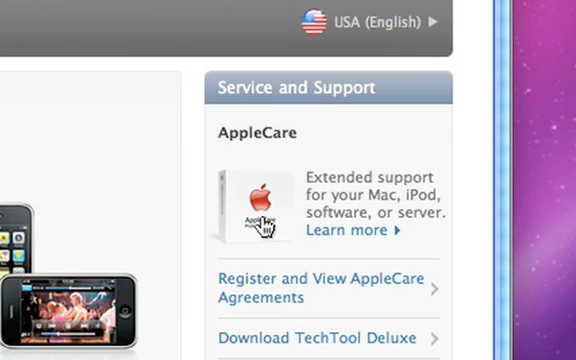 USA (English)
Service and Support
AppleCare
Extended support
for your Mac, iPod,
software, or server.
Learn more
Register and View AppleCare
Agreements
Download TechTool Deluxe